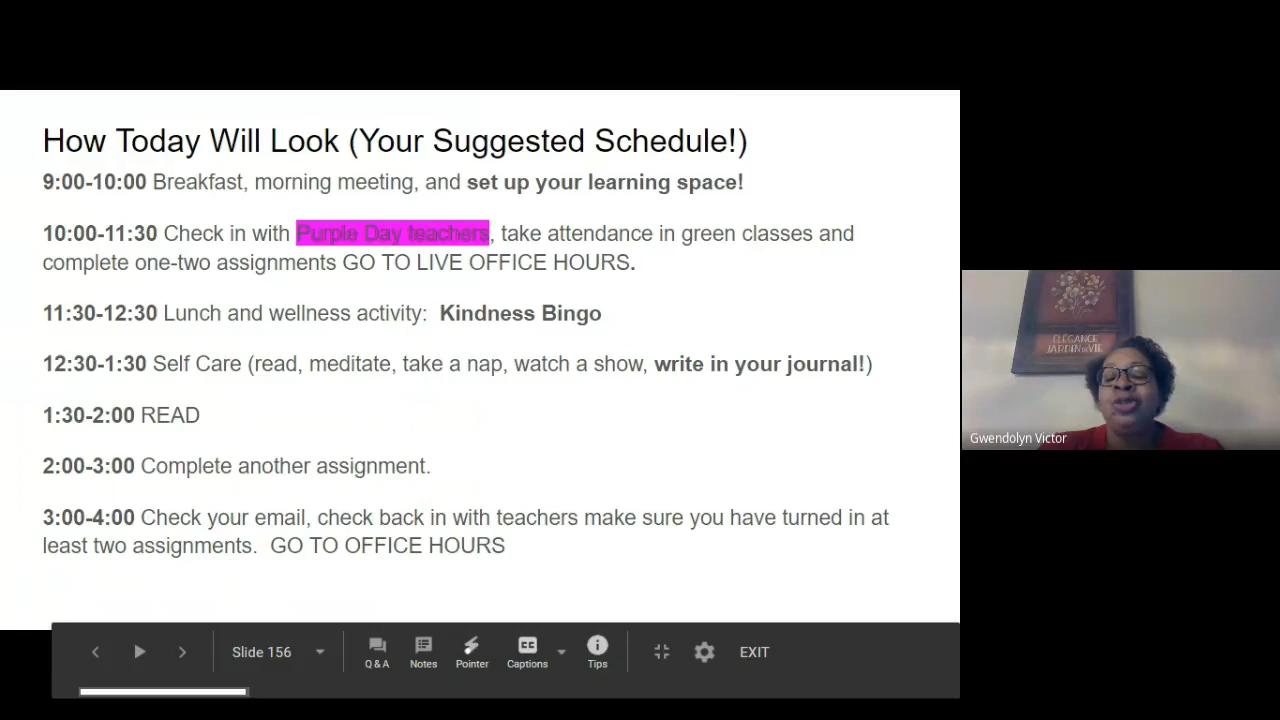 How Today Will Look (Your Suggested Schedule!)
9:00-10:00 Breakfast, morning meeting, and set up your learning space!
10:00-11:30 Check in with Purple Day teachers, take attendance in green classes and
complete one-two assignments GO TO LIVE OFFICE HOURS.
11:30-12:30 Lunch and wellness activity:  Kindness Bingo
12:30-1:30 Self Care (read, meditate, take a nap, watch a show, write in your journal!)
1:30-2:00 READ
2:00-3:00 Complete another assignment.
3:00-4:00 Check your email, check back in with teachers make sure you have turned in at
least two assignments.  GO TO OFFICE HOURS
ELEGANCE
JARDIN DE VIE
Gwendolyn Victor
Slide 156
Q & A
Notes
Pointer
CC
Captions
Tips
EXIT